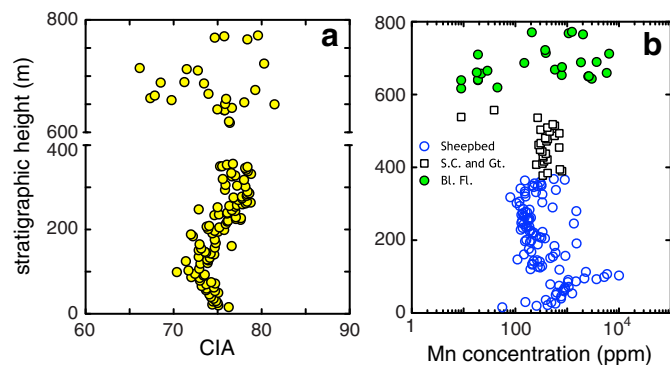 a
stratigraphic height (m)
800
600
400
200
0
60 70 80 90
CIA
b
800
600
400
200
0
Sheepbed
S.C. and Gt.
Bl. Fl.
1 100 10^4
Mn concentration (ppm)